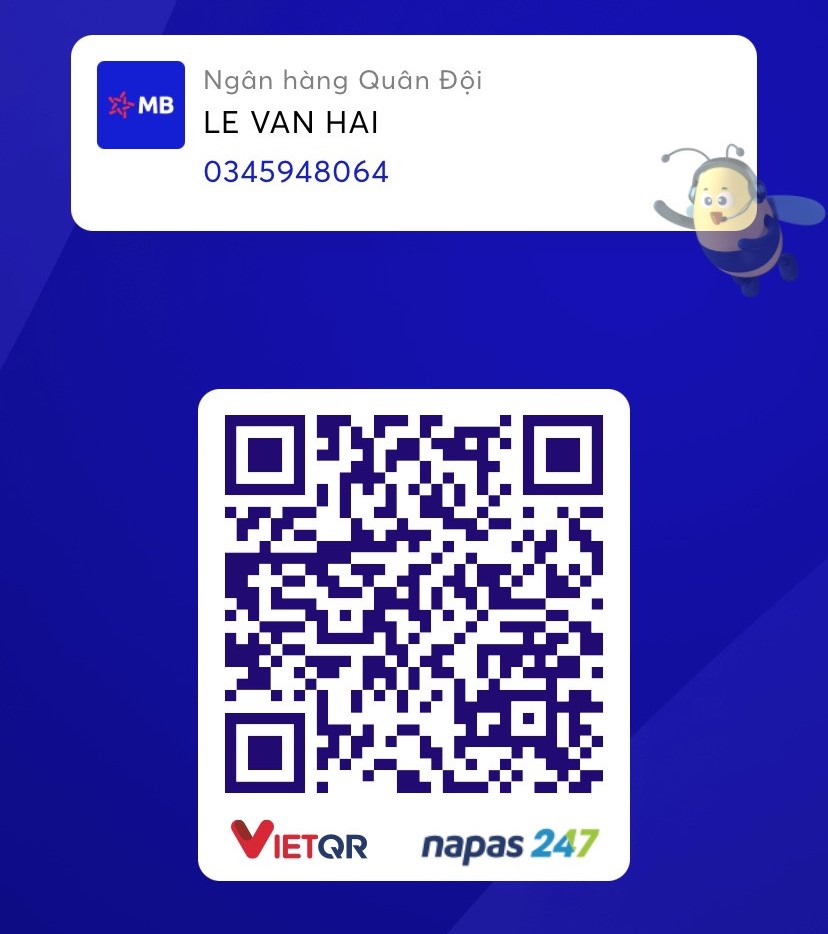 MB
Ngân hàng Quân Đội
LE VAN HAI
0345948064
VIETQR
napas 247